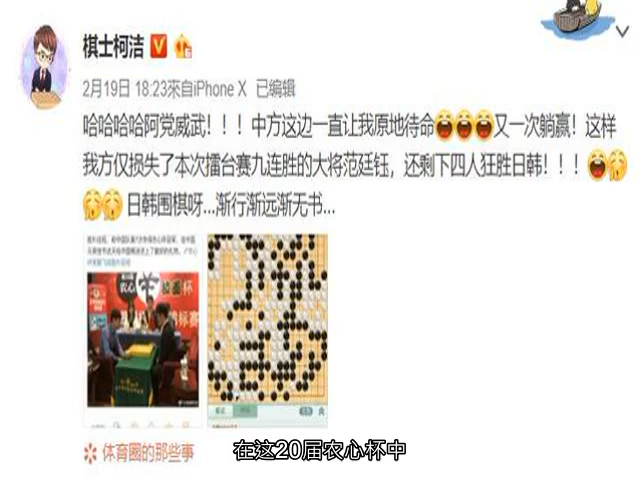 棋士柯洁
2月19日 18:23来自iPhone X 已编辑
哈哈哈哈阿党威武！！！中方这边一直让我原地待命😄😄😄又一次躺赢！这样
我方仅损失了本次擂台赛九连胜的大将范廷钰，还剩下四人狂胜日韩！！！😄🤫
🤫🤫日韩围棋呀...渐行渐远渐无书...
农心
杯
体育圈的那些事
在这20届农心杯中